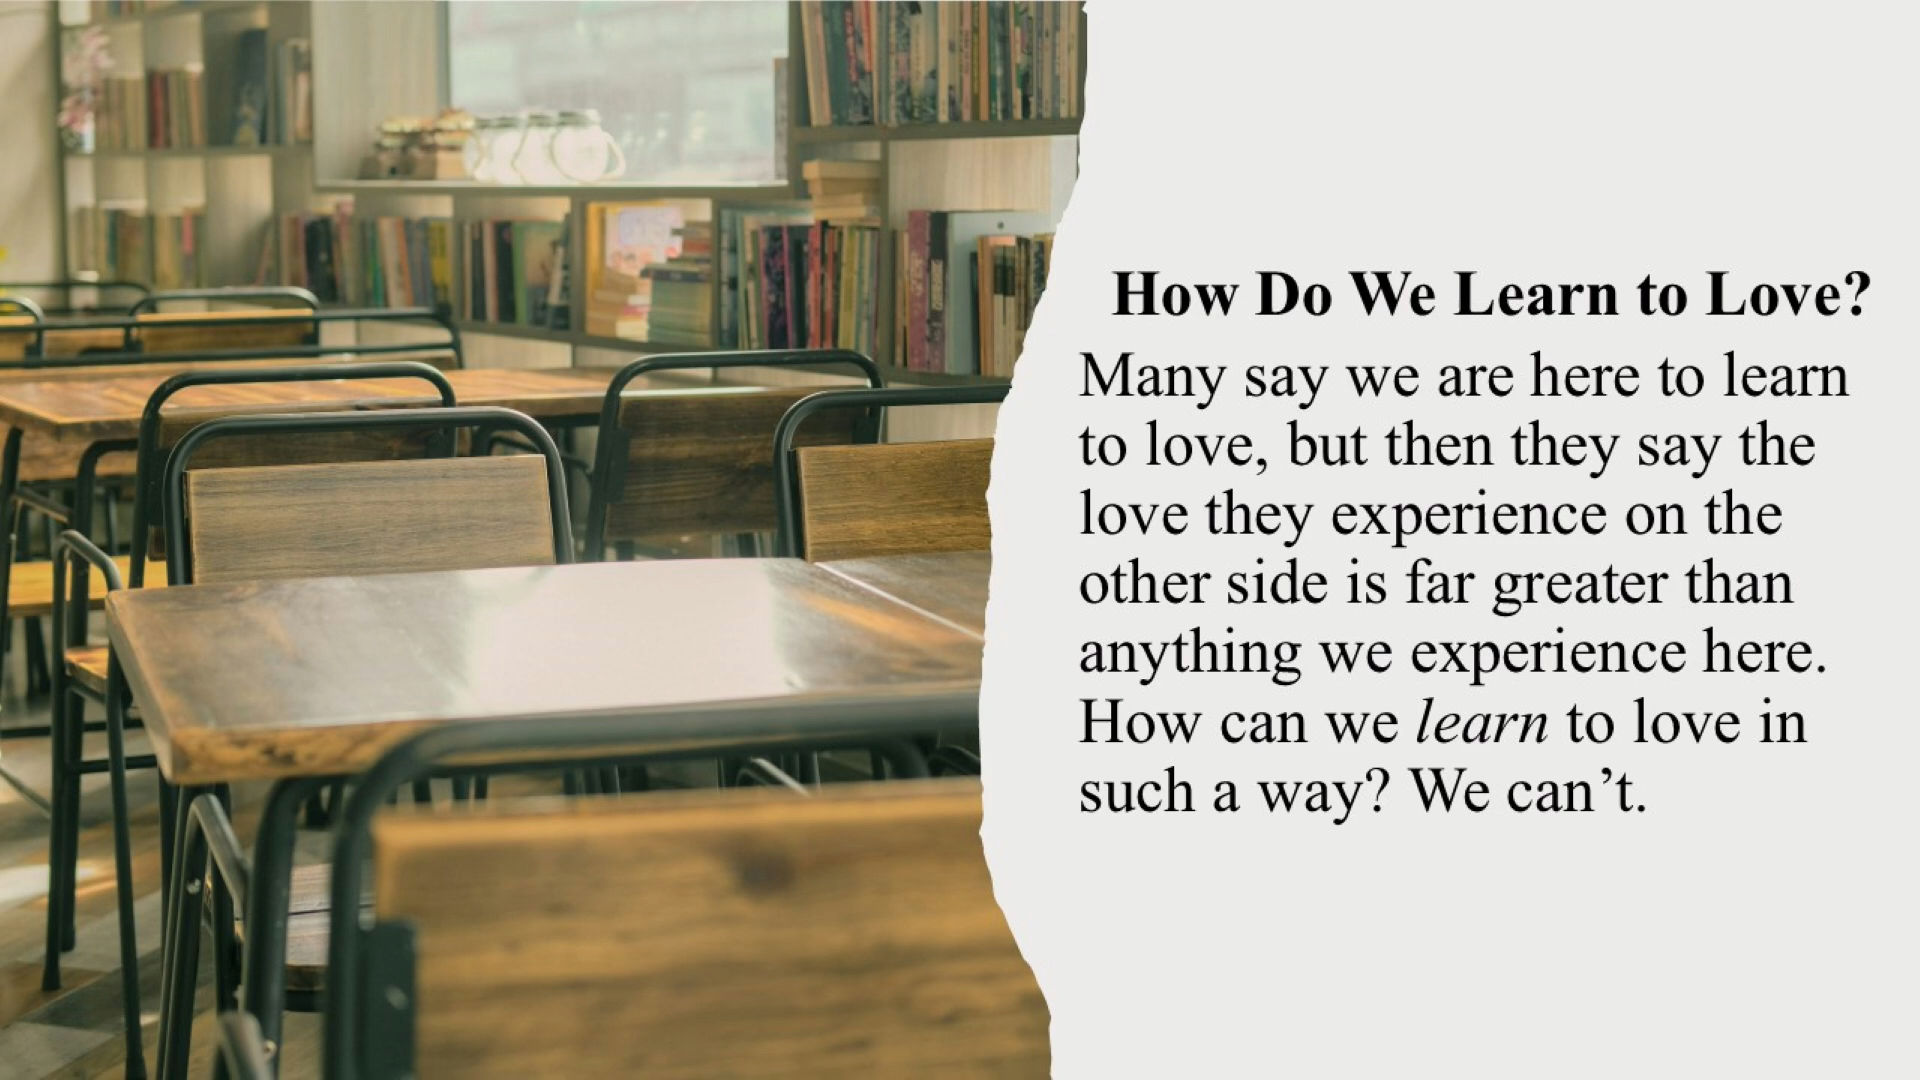 How Do We Learn to Love?
Many say we are here to learn
to love, but then they say the
love they experience on the
other side is far greater than
anything we experience here.
How can we learn to love in
such a way? We can’t.